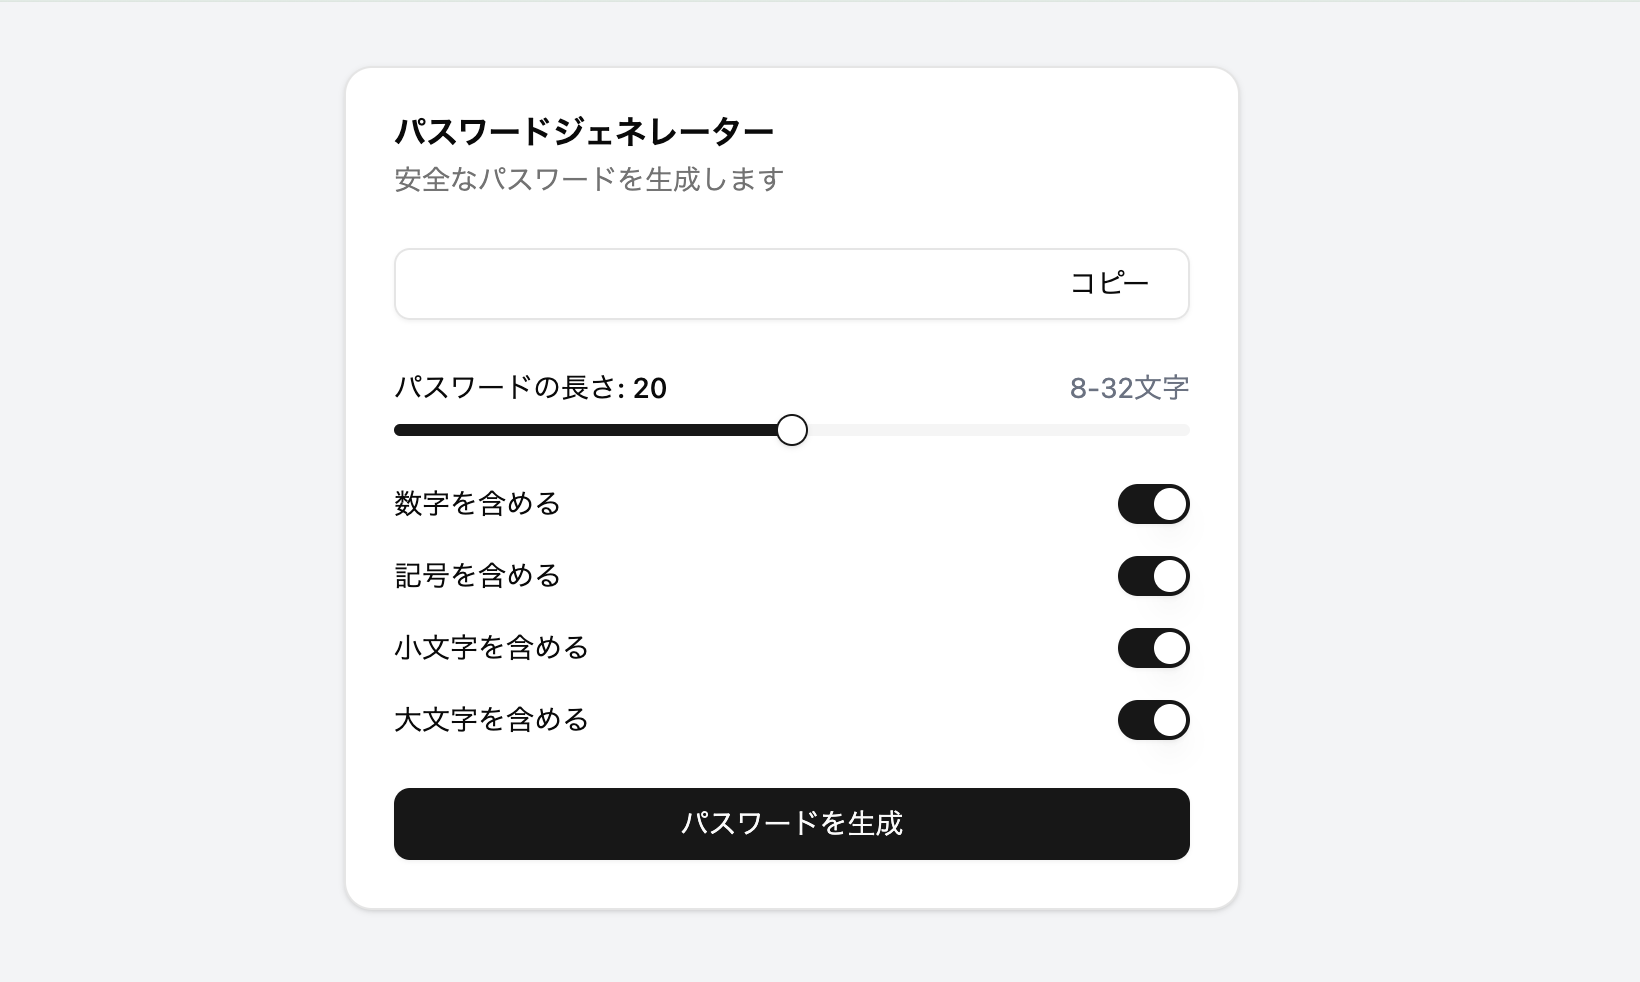 パスワードジェネレーター
安全なパスワードを生成します
コピー
パスワードの長さ: 20
8-32文字
数字を含める
記号を含める
小文字を含める
大文字を含める
パスワードを生成